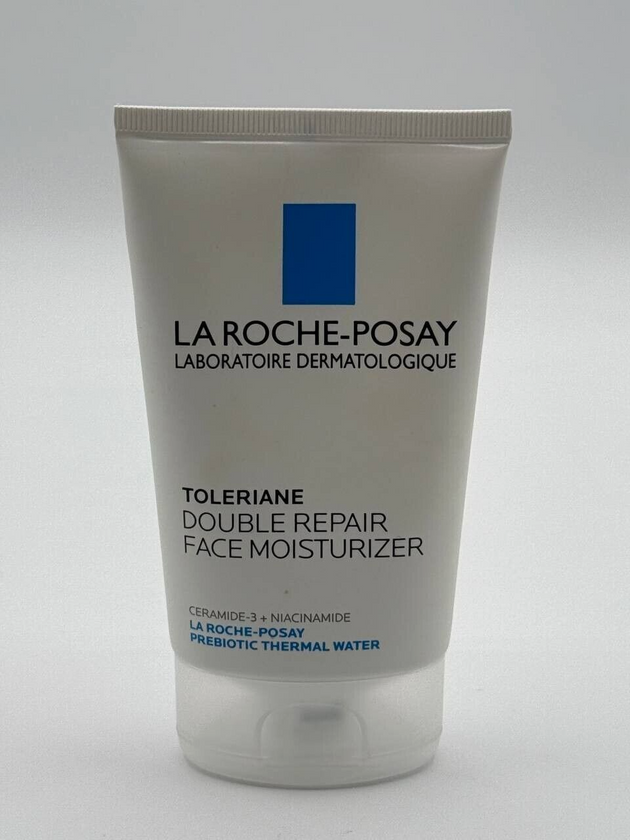 LA ROCHE-POSAY
LABORATOIRE DERMATOLOGIQUE
TOLERIANE
DOUBLE REPAIR
FACE MOISTURIZER
CERAMIDE-3 + NIACINAMIDE
LA ROCHE-POSAY
PREBIOTIC THERMAL WATER